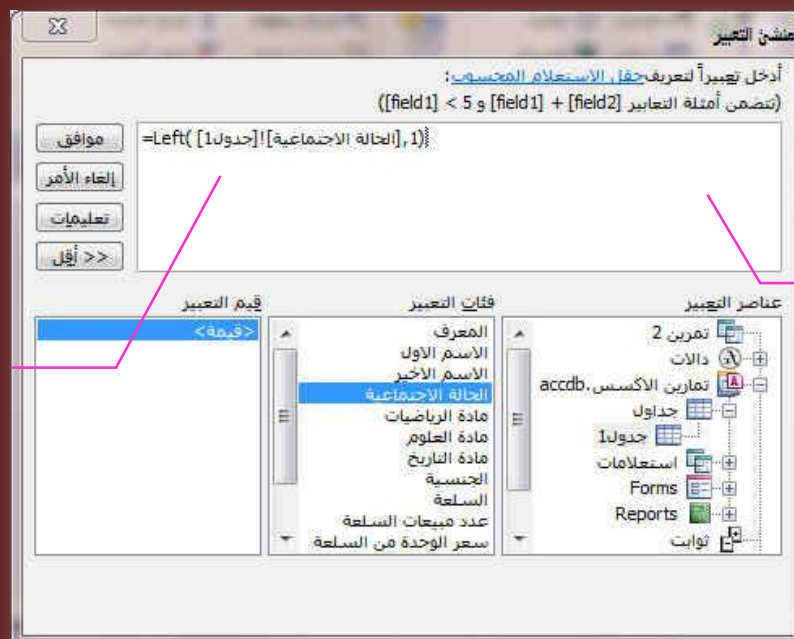 منشئ التعبير
أدخل تعبيراً لتعريف حقل الاستعلام المحسوب:
(تتضمن أمثلة التعابير [field1] + [field2] و [field1] < 5)
=Left( [جدول1]![الحالة الاجتماعية],1)
موافق
إلغاء الأمر
تعليمات
<< أقل
عناصر التعبير
تمرين 2
دالات
تمارين الاكسس.accdb
جداول
جدول1
استعلامات
Forms
Reports
ثوابت
فئات التعبير
المعرف
الاسم الاول
الاسم الاخير
الحالة الاجتماعية
مادة الرياضيات
مادة العلوم
مادة التاريخ
الجنسية
السلعة
عدد مبيعات السلعة
سعر الوحدة من السلعة
قيم التعبير
<قيمة>